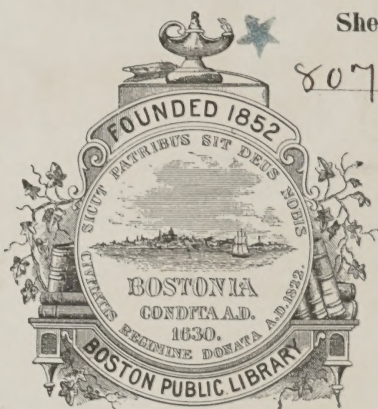 She
807
FOUNDED 1852
SICUT PATRIBUS SIT DEUS NOBIS
BOSTONIA
CONDITA A.D.
1630.
CIVITATIS REGIMINE DONATA A.D. 1822.
BOSTON PUBLIC LIBRARY